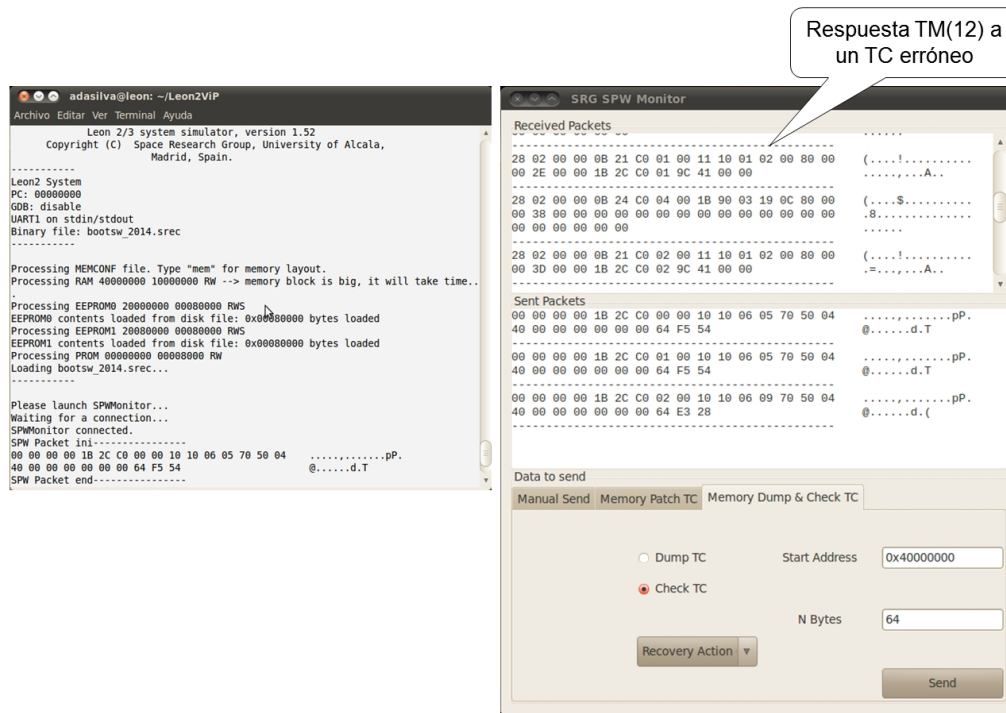 Respuesta TM(12) a
un TC erróneo
adasilva@leon: ~/Leon2ViP
Archivo Editar Ver Terminal Ayuda
Leon 2/3 system simulator, version 1.52
Copyright (C) Space Research Group, University of Alcala,
Madrid, Spain.
-----------
Leon2 System
PC: 00000000
GDB: disable
UART1 on stdin/stdout
Binary file: bootsw_2014.srec
-----------
Processing MEMCONF file. Type "mem" for memory layout.
Processing RAM 40000000 10000000 RW --> memory block is big, it will take time..
.
Processing EEPROM0 20000000 00080000 RWS
EEPROM0 contents loaded from disk file: 0x00080000 bytes loaded
Processing EEPROM1 20080000 00080000 RWS
EEPROM1 contents loaded from disk file: 0x00080000 bytes loaded
Processing PROM 00000000 00008000 RW
Loading bootsw_2014.srec...
-----------
Please launch SPWMonitor...
Waiting for a connection...
SPWMonitor connected.
SPW Packet ini----------------
00 00 00 00 1B 2C C0 00 00 10 10 06 05 70 50 04 .....,.......pP.
40 00 00 00 00 00 00 64 F5 54 @......d.T
SPW Packet end----------------
SRG SPW Monitor
Received Packets
------------------------------------------------
28 02 00 00 0B 21 C0 01 00 11 10 01 02 00 80 00 (....!..........
00 2E 00 00 1B 2C C0 01 9C 41 00 00 .....,...A..
------------------------------------------------
28 02 00 00 0B 24 C0 04 00 1B 90 03 19 0C 80 00 (....$..........
00 38 00 00 00 00 00 00 00 00 00 00 00 00 00 00 .8..............
00 00 00 00 00 00 ......
------------------------------------------------
28 02 00 00 0B 21 C0 02 00 11 10 01 02 00 80 00 (....!..........
00 3D 00 00 1B 2C C0 02 9C 41 00 00 .=...,...A..
------------------------------------------------
Sent Packets
00 00 00 00 1B 2C C0 00 00 10 10 06 05 70 50 04 .....,.......pP.
40 00 00 00 00 00 00 64 F5 54 @......d.T
------------------------------------------------
00 00 00 00 1B 2C C0 01 00 10 10 06 05 70 50 04 .....,.......pP.
40 00 00 00 00 00 00 64 F5 54 @......d.T
------------------------------------------------
00 00 00 00 1B 2C C0 02 00 10 10 06 09 70 50 04 .....,.......pP.
40 00 00 00 00 00 00 64 E3 28 @......d.(
------------------------------------------------
Data to send
Manual Send Memory Patch TC Memory Dump & Check TC
Dump TC Start Address 0x40000000
Check TC
N Bytes 64
Recovery Action
Send